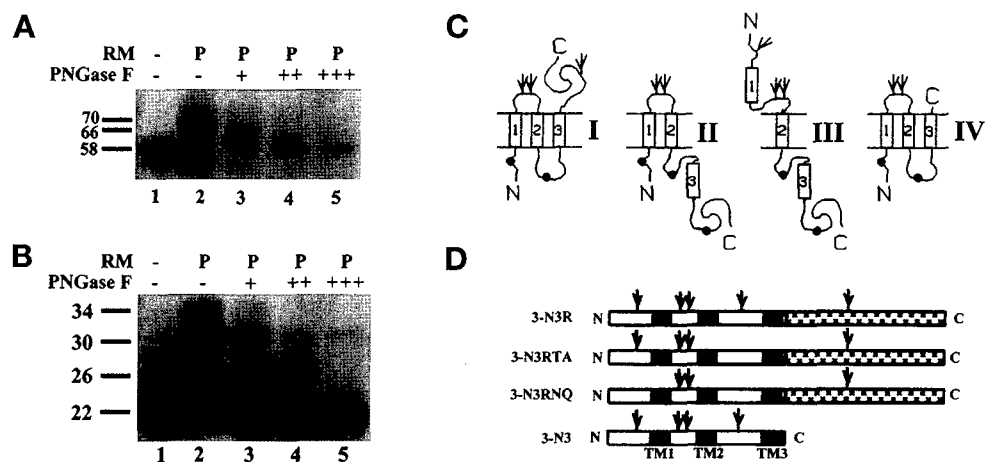 A
RM - P P P P
PNGase F - - + ++ +++
70
66
58
1 2 3 4 5
B
RM - P P P P
PNGase F - - + ++ +++
34
30
26
22
1 2 3 4 5
C
N
C
C
1 2 3 I
1 2 II
1
2 III
1 2 3 IV
N
3
C
3
C
N
D
3-N3R N C
3-N3RTA N C
3-N3RNQ N C
3-N3 N C
TM1 TM2 TM3